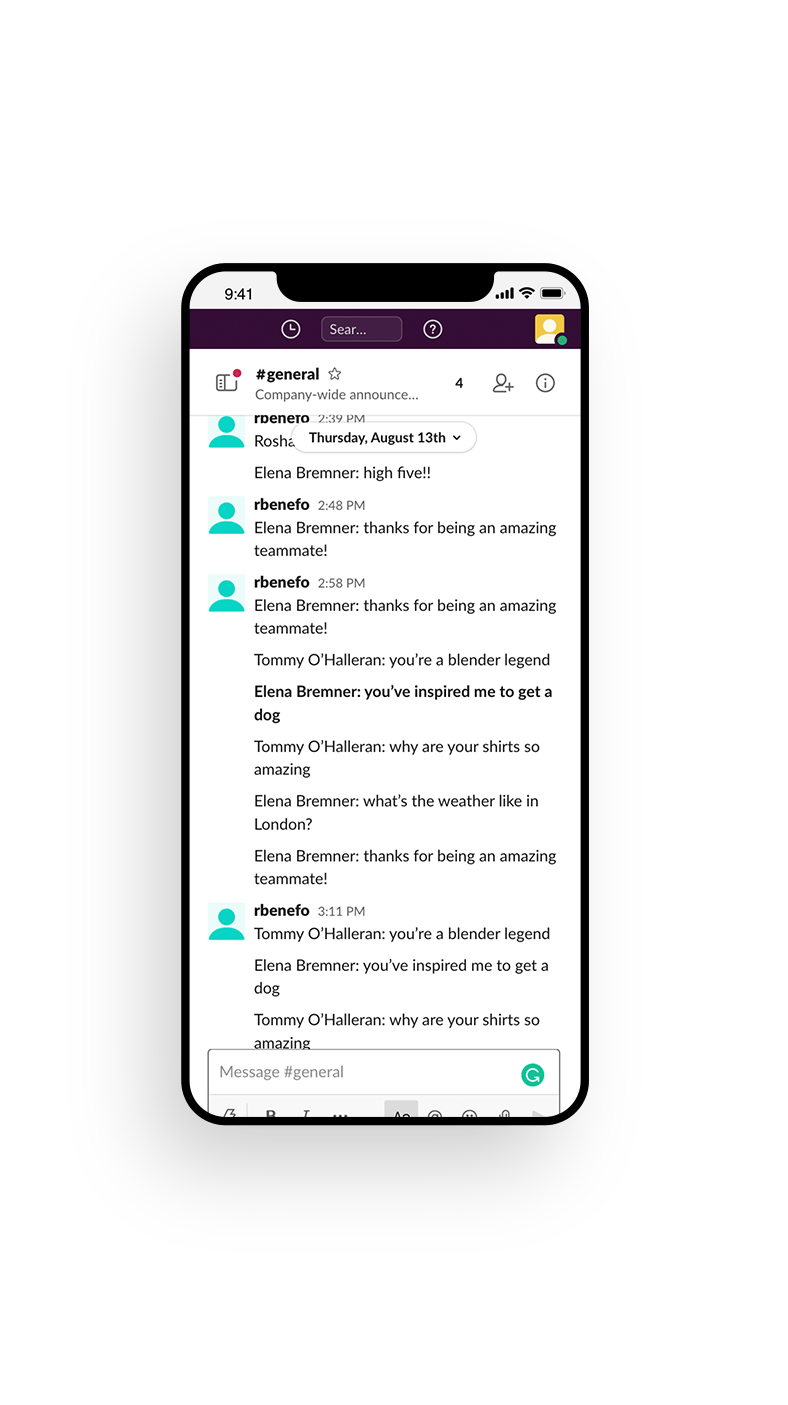 9:41
Sear...
#general
Company-wide announce...
4
rbenefo 2:39 PM
Thursday, August 13th
Elena Bremner: high five!!
rbenefo 2:48 PM
Elena Bremner: thanks for being an amazing
teammate!
rbenefo 2:58 PM
Elena Bremner: thanks for being an amazing
teammate!
Tommy O’Halleran: you’re a blender legend
Elena Bremner: you’ve inspired me to get a
dog
Tommy O’Halleran: why are your shirts so
amazing
Elena Bremner: what’s the weather like in
London?
Elena Bremner: thanks for being an amazing
teammate!
rbenefo 3:11 PM
Tommy O’Halleran: you’re a blender legend
Elena Bremner: you’ve inspired me to get a
dog
Tommy O’Halleran: why are your shirts so
amazing
Message #general
B I Aa @